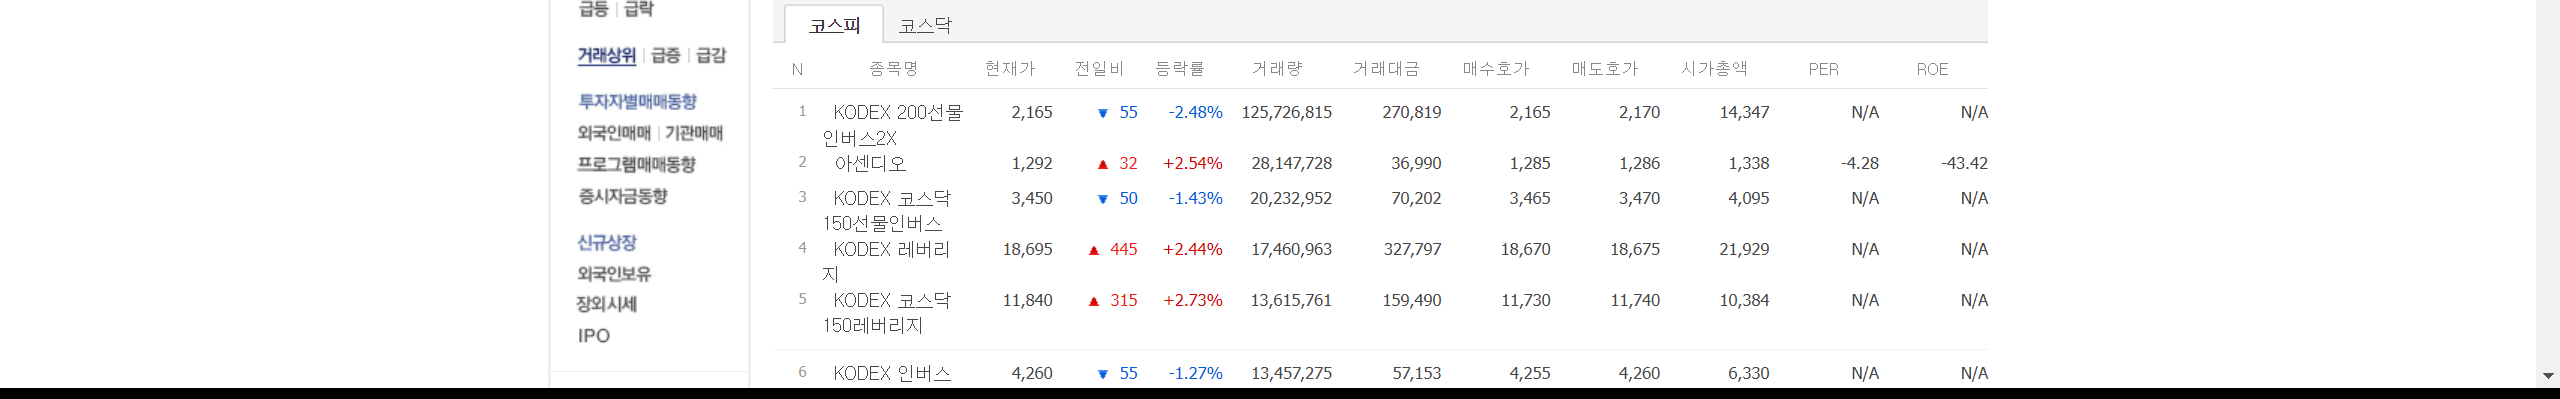 급등 | 급락
거래상위 | 급증 | 급감
투자자별매매동향
외국인매매 | 기관매매
프로그램매매동향
증시자금동향
신규상장
외국인보유
장외시세
IPO
코스피 코스닥
N 종목명 현재가 전일비 등락률 거래량 거래대금 매수호가 매도호가 시가총액 PER ROE
1 KODEX 200선물 2,165 ▼ 55 -2.48% 125,726,815 270,819 2,165 2,170 14,347 N/A N/A
인버스2X
2 아센디오 1,292 ▲ 32 +2.54% 28,147,728 36,990 1,285 1,286 1,338 -4.28 -43.42
3 KODEX 코스닥 3,450 ▼ 50 -1.43% 20,232,952 70,202 3,465 3,470 4,095 N/A N/A
150선물인버스
4 KODEX 레버리 18,695 ▲ 445 +2.44% 17,460,963 327,797 18,670 18,675 21,929 N/A N/A
지
5 KODEX 코스닥 11,840 ▲ 315 +2.73% 13,615,761 159,490 11,730 11,740 10,384 N/A N/A
150레버리지
6 KODEX 인버스 4,260 ▼ 55 -1.27% 13,457,275 57,153 4,255 4,260 6,330 N/A N/A